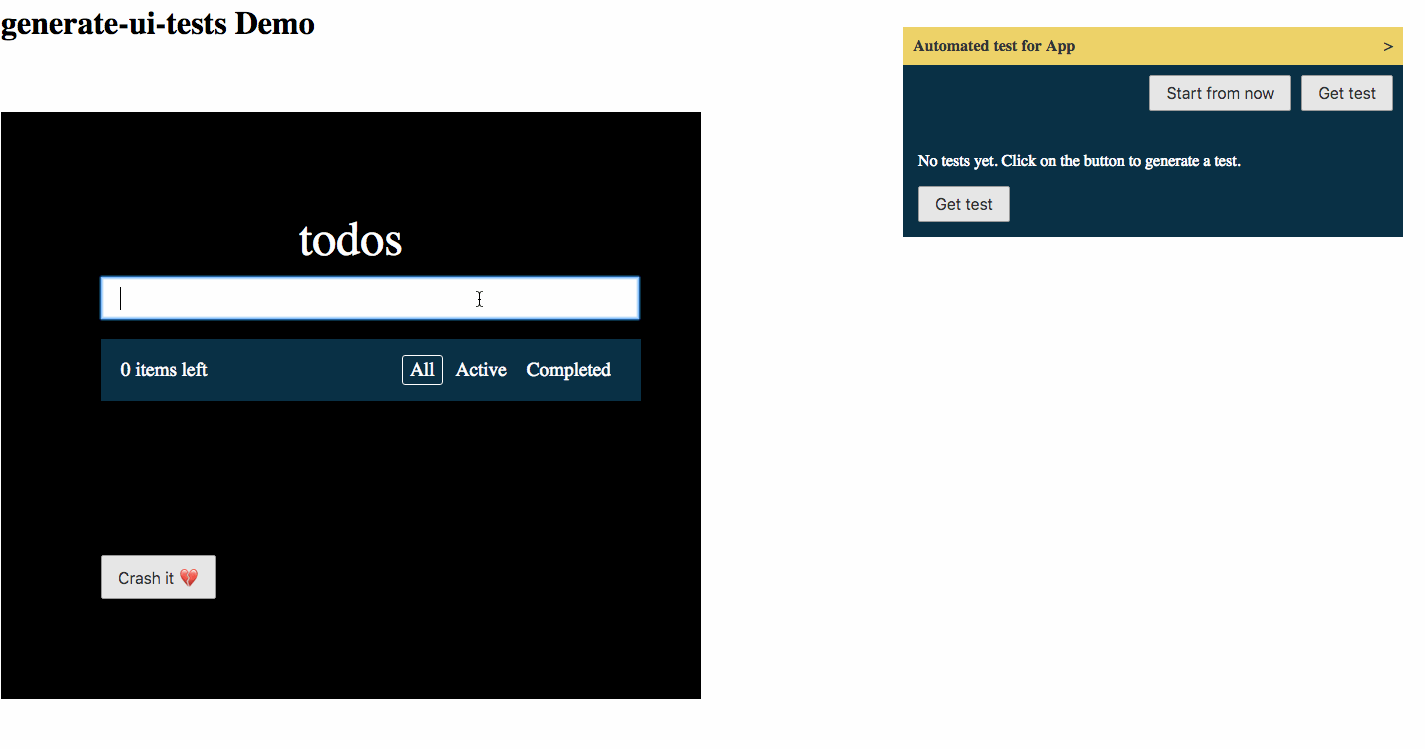 generate-ui-tests Demo
Automated test for App >
Start from now Get test
No tests yet. Click on the button to generate a test.
Get test
todos
0 items left All Active Completed
Crash it 💔